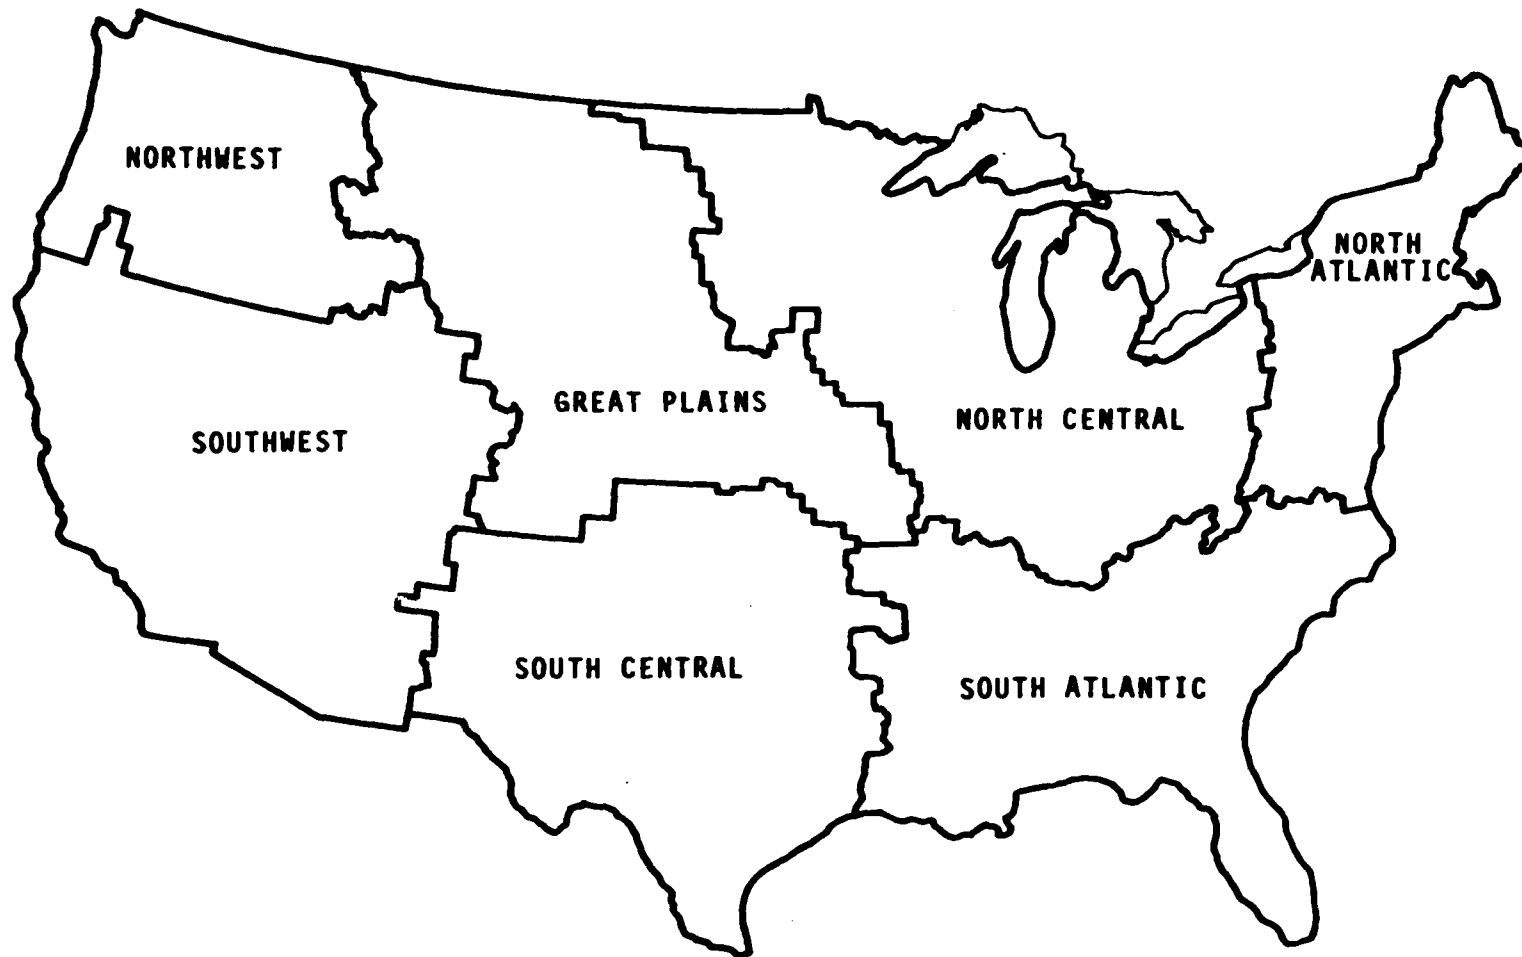 NORTHWEST
NORTH
ATLANTIC
GREAT PLAINS
NORTH CENTRAL
SOUTHWEST
SOUTH CENTRAL
SOUTH ATLANTIC